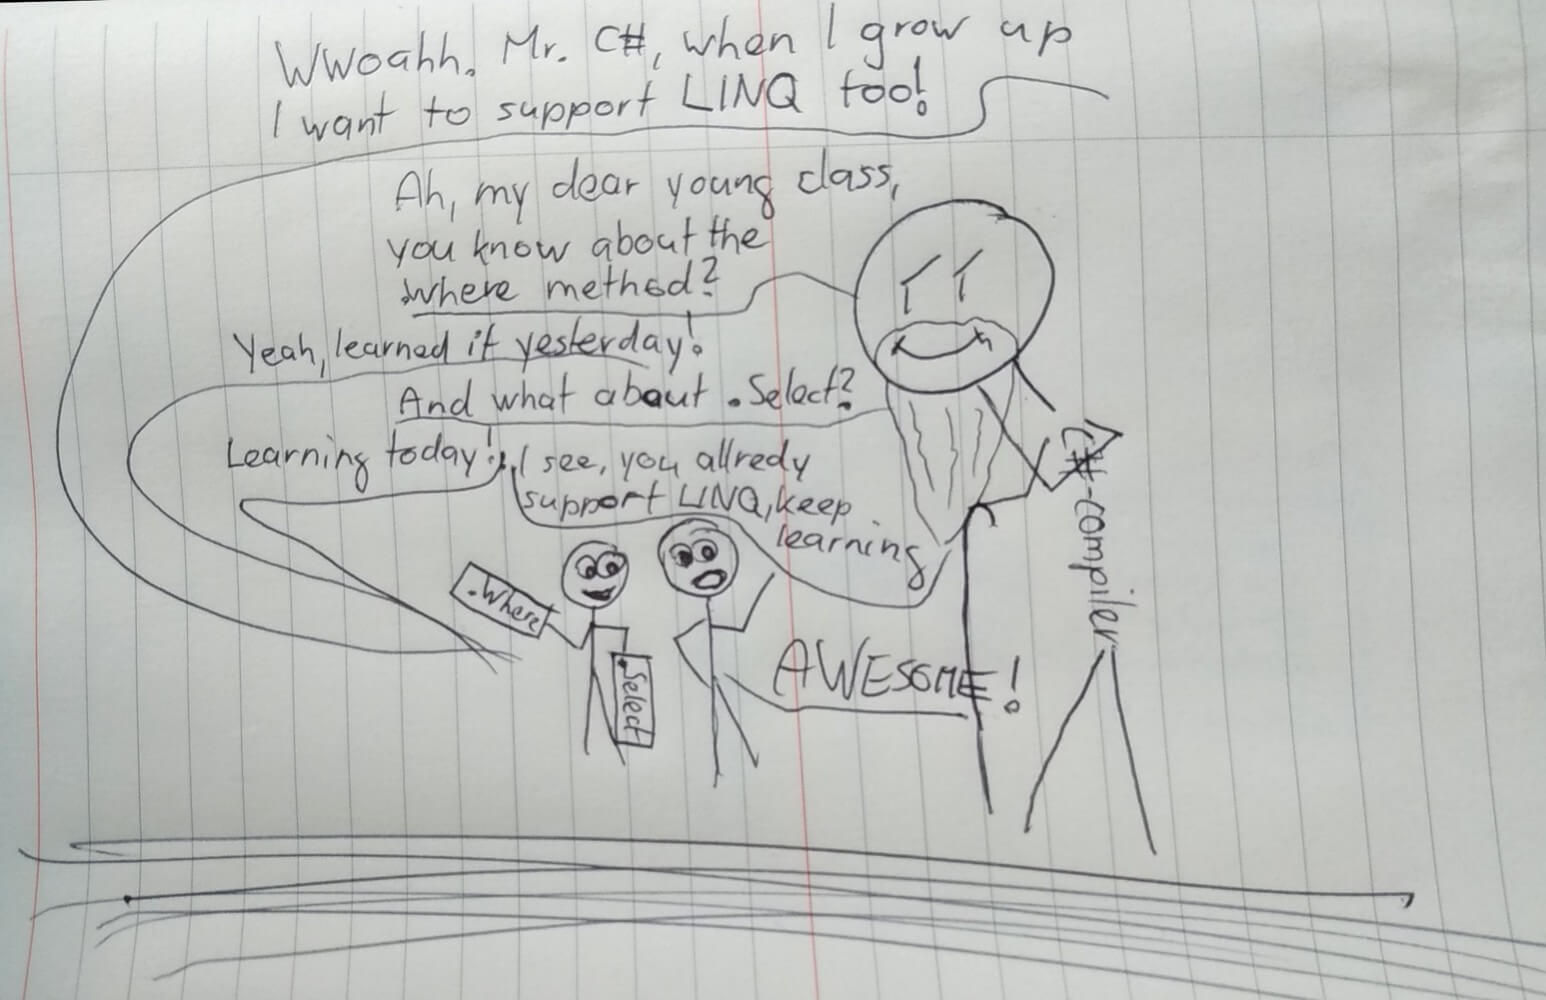 Wwoahh. Mr. C#, when I grow up
I want to support LINQ too!
Ah, my dear young class,
you know about the
.where method?
Yeah, learned it yesterday!
And what about .Select?
Learning today!
I see, you allredy
support LINQ, keep
learning
.Where
.Select
AWESOME!
C#-compiler